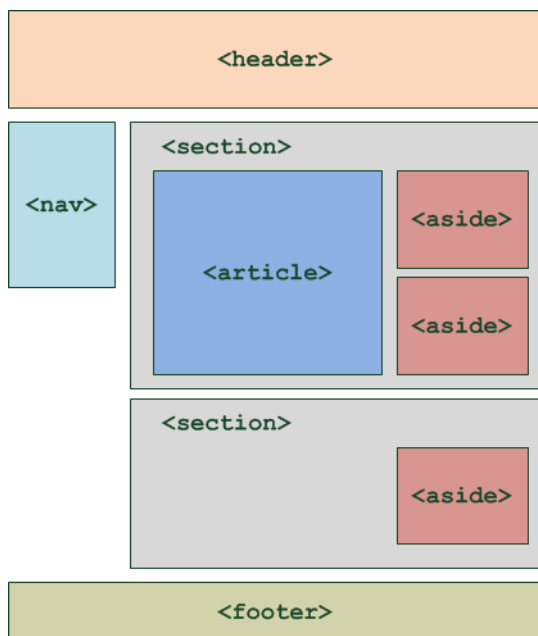 <header>
<nav>
<section>
<article>
<aside>
<aside>
<section>
<aside>
<footer>